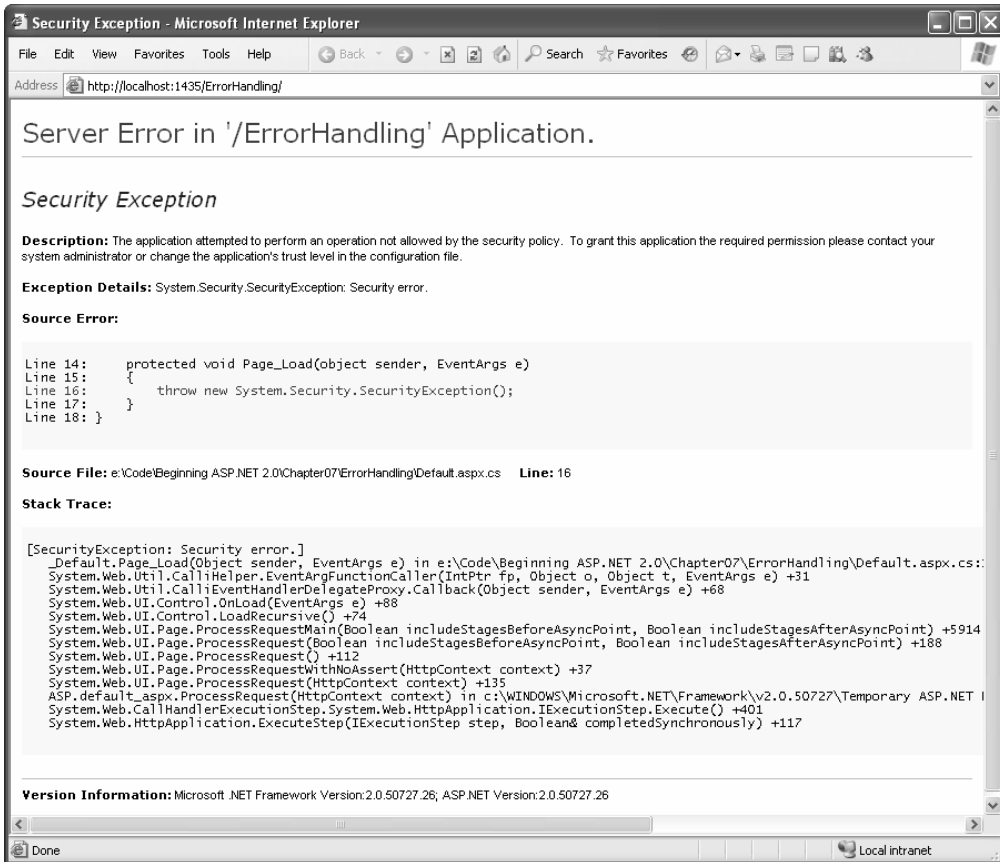 Security Exception - Microsoft Internet Explorer
File Edit View Favorites Tools Help Back Search Favorites
Address http://localhost:1435/ErrorHandling/
Server Error in '/ErrorHandling' Application.
Security Exception
Description: The application attempted to perform an operation not allowed by the security policy. To grant this application the required permission please contact your
system administrator or change the application's trust level in the configuration file.
Exception Details: System.Security.SecurityException: Security error.
Source Error:
Line 14: protected void Page_Load(object sender, EventArgs e)
Line 15: {
Line 16: throw new System.Security.SecurityException();
Line 17: }
Line 18: }
Source File: e:\Code\Beginning ASP.NET 2.0\Chapter07\ErrorHandling\Default.aspx.cs Line: 16
Stack Trace:
[SecurityException: Security error.]
_Default.Page_Load(Object sender, EventArgs e) in e:\Code\Beginning ASP.NET 2.0\Chapter07\ErrorHandling\Default.aspx.cs:
System.Web.Util.CalliHelper.EventArgFunctionCaller(IntPtr fp, Object o, Object t, EventArgs e) +31
System.Web.Util.CalliEventHandlerDelegateProxy.Callback(Object sender, EventArgs e) +68
System.Web.UI.Control.OnLoad(EventArgs e) +88
System.Web.UI.Control.LoadRecursive() +74
System.Web.UI.Page.ProcessRequestMain(Boolean includeStagesBeforeAsyncPoint, Boolean includeStagesAfterAsyncPoint) +5914
System.Web.UI.Page.ProcessRequest(Boolean includeStagesBeforeAsyncPoint, Boolean includeStagesAfterAsyncPoint) +188
System.Web.UI.Page.ProcessRequest() +112
System.Web.UI.Page.ProcessRequestWithNoAssert(HttpContext context) +37
System.Web.UI.Page.ProcessRequest(HttpContext context) +135
ASP.default_aspx.ProcessRequest(HttpContext context) in c:\WINDOWS\Microsoft.NET\Framework\v2.0.50727\Temporary ASP.NET
System.Web.CallHandlerExecutionStep.System.Web.HttpApplication.IExecutionStep.Execute() +401
System.Web.HttpApplication.ExecuteStep(IExecutionStep step, Boolean& completedSynchronously) +117
Version Information: Microsoft .NET Framework Version:2.0.50727.26; ASP.NET Version:2.0.50727.26
Done Local intranet